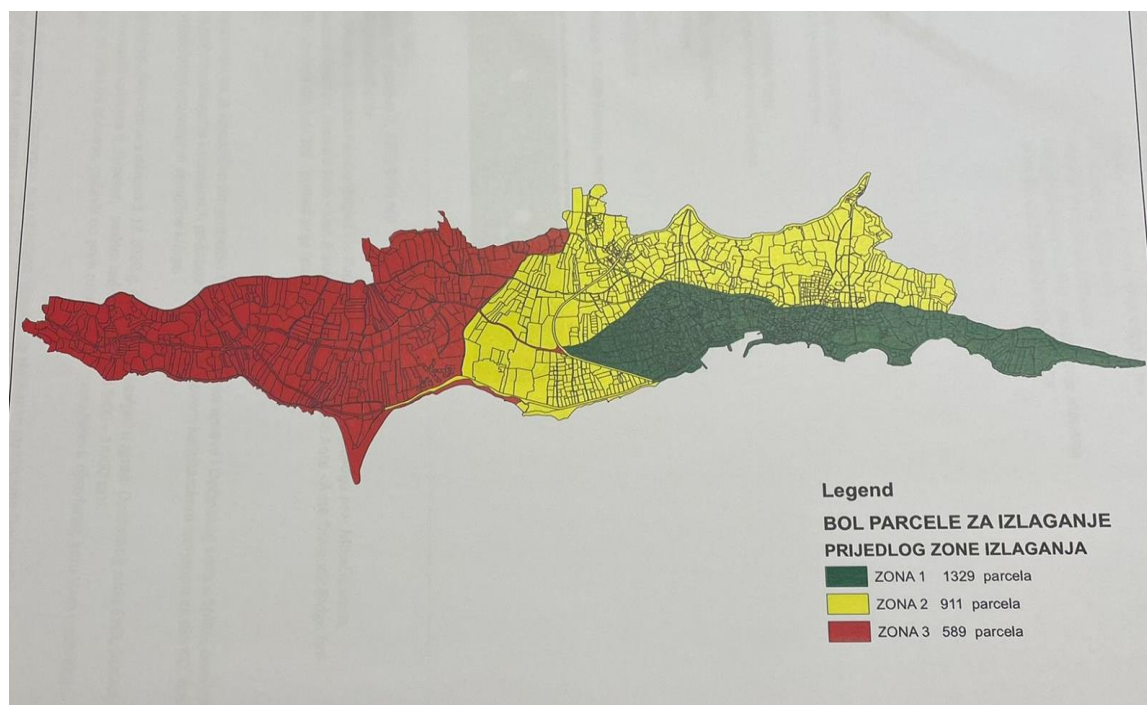 Legend
BOL PARCELE ZA IZLAGANJE
PRIJEDLOG ZONE IZLAGANJA
ZONA 1 1329 parcela
ZONA 2 911 parcela
ZONA 3 589 parcela